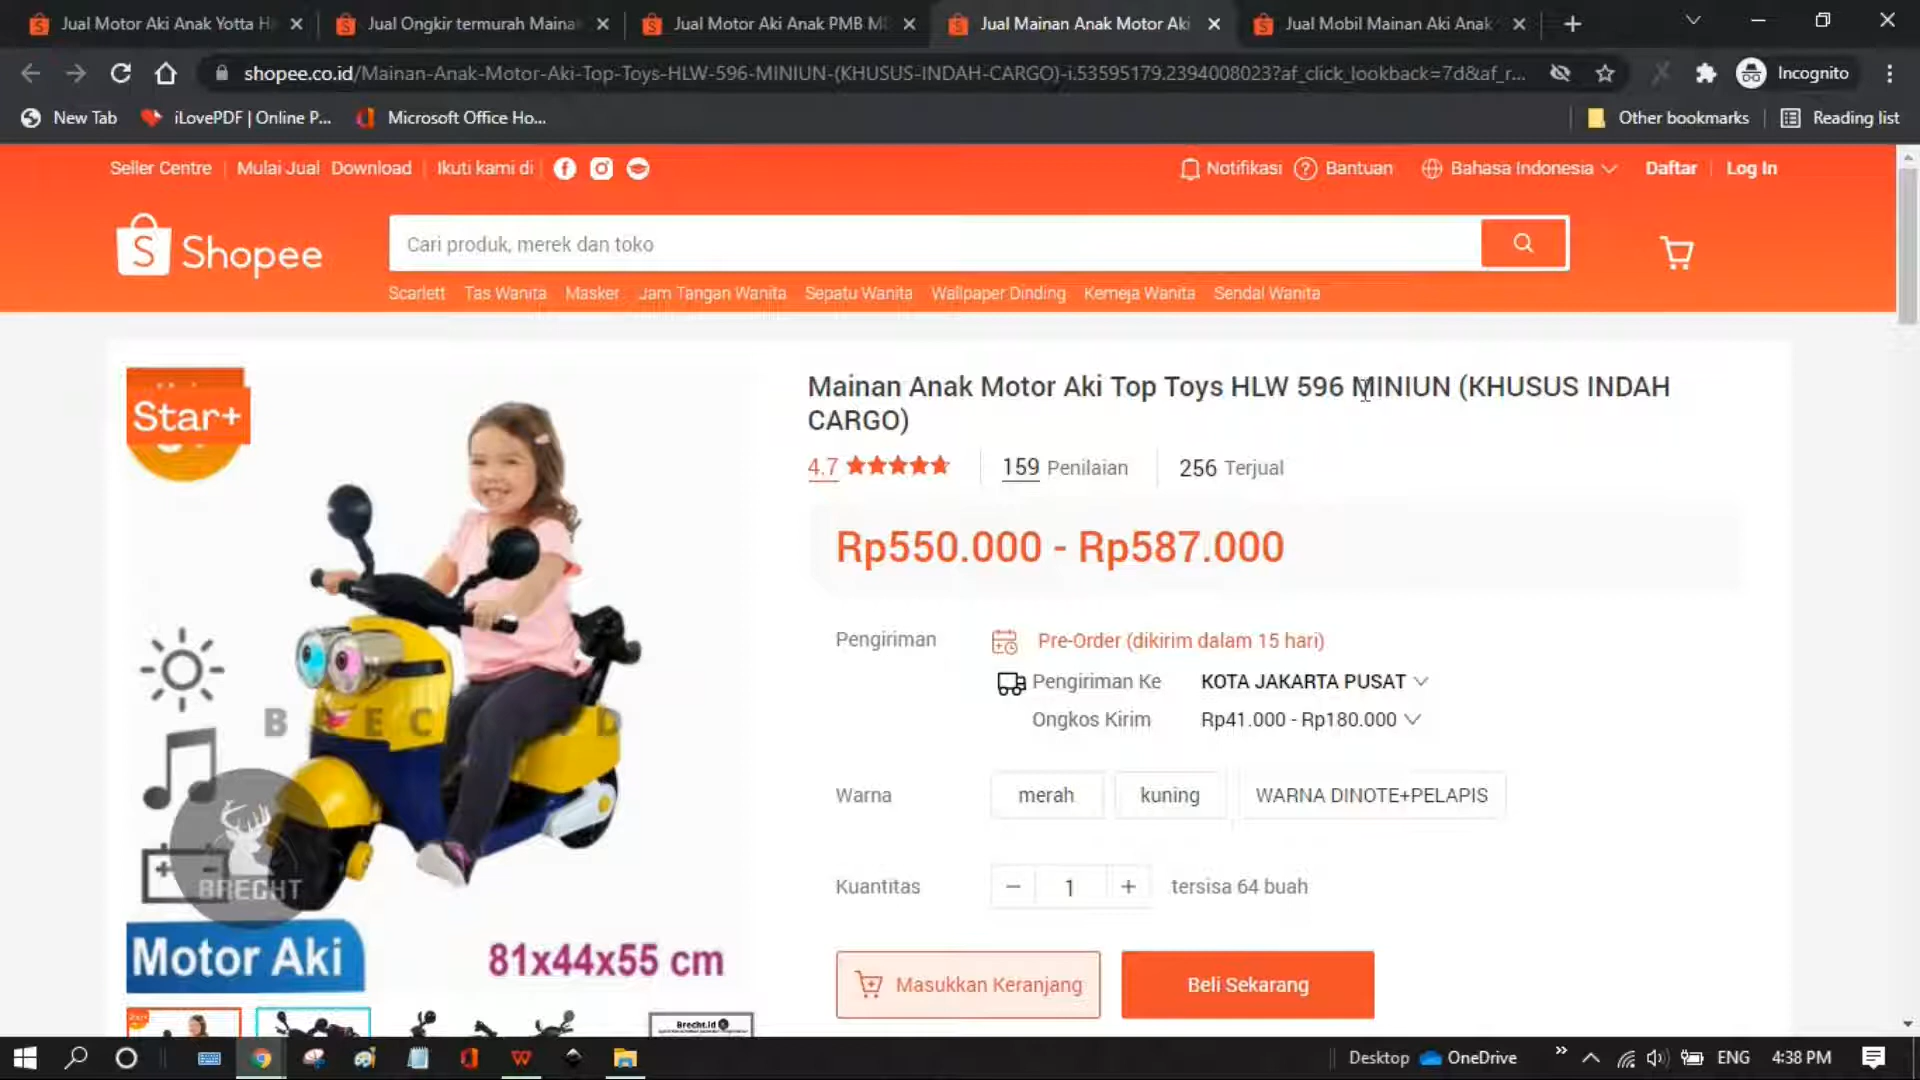 Jual Motor Aki Anak Yotta H
Jual Ongkir termurah Maina
Jual Motor Aki Anak PMB M
Jual Mainan Anak Motor Aki
Jual Mobil Mainan Aki Anak
shopee.co.id/Mainan-Anak-Motor-Aki-Top-Toys-HLW-596-MINIUN-(KHUSUS-INDAH-CARGO)-i.53595179.2394008023?af_click_lookback=7d&af_r...
Incognito
New Tab
iLovePDF | Online P...
Microsoft Office Ho...
Other bookmarks
Reading list
Seller Centre
Mulai Jual
Download
Ikuti kami di
Notifikasi
Bantuan
Bahasa Indonesia
Daftar
Log In
Shopee
Cari produk, merek dan toko
Scarlett Tas Wanita Masker Jam Tangan Wanita Sepatu Wanita Wallpaper Dinding Kemeja Wanita Sendal Wanita
Star+
Mainan Anak Motor Aki Top Toys HLW 596 MINIUN (KHUSUS INDAH
CARGO)
4.7
159 Penilaian
256 Terjual
Rp550.000 - Rp587.000
Pengiriman
Pre-Order (dikirim dalam 15 hari)
Pengiriman Ke KOTA JAKARTA PUSAT
Ongkos Kirim Rp41.000 - Rp180.000
Warna
merah
kuning
WARNA DINOTE+PELAPIS
Kuantitas
− 1 +
tersisa 64 buah
BRECHT
Motor Aki
81x44x55 cm
Masukkan Keranjang
Beli Sekarang
Brecht.id
Desktop
OneDrive
ENG
4:38 PM